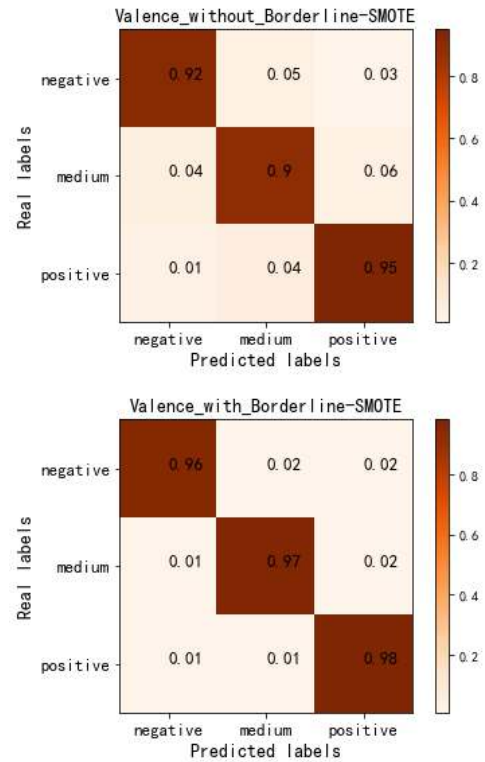 Valence_without_Borderline-SMOTE
negative 0.92 0.05 0.03
medium 0.04 0.9 0.06
positive 0.01 0.04 0.95
negative medium positive
Predicted labels
Real labels
0.8
0.6
0.4
0.2
Valence_with_Borderline-SMOTE
negative 0.96 0.02 0.02
medium 0.01 0.97 0.02
positive 0.01 0.01 0.98
negative medium positive
Predicted labels
Real labels
0.8
0.6
0.4
0.2